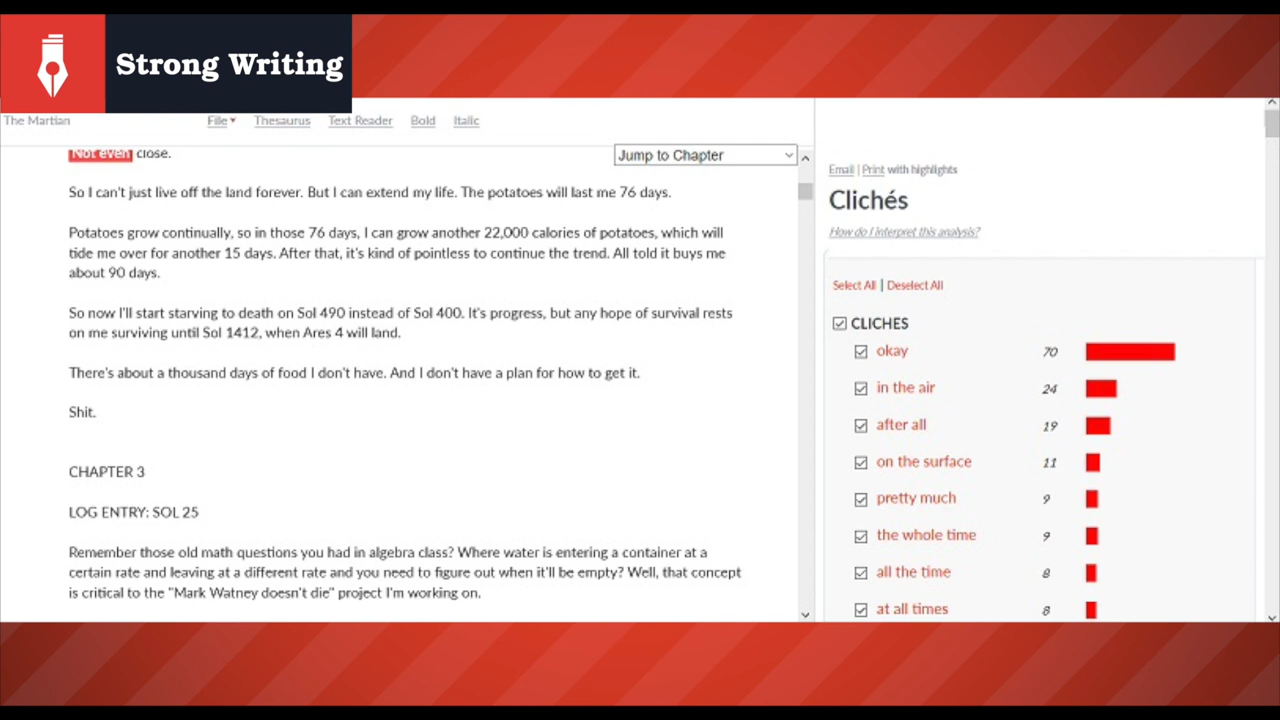 Strong Writing
The Martian
File Thesaurus Text Reader Bold Italic
Not even close.
Jump to Chapter
So I can't just live off the land forever. But I can extend my life. The potatoes will last me 76 days.
Potatoes grow continually, so in those 76 days, I can grow another 22,000 calories of potatoes, which will
tide me over for another 15 days. After that, it's kind of pointless to continue the trend. All told it buys me
about 90 days.
So now I'll start starving to death on Sol 490 instead of Sol 400. It's progress, but any hope of survival rests
on me surviving until Sol 1412, when Ares 4 will land.
There's about a thousand days of food I don't have. And I don't have a plan for how to get it.
Shit.
CHAPTER 3
LOG ENTRY: SOL 25
Remember those old math questions you had in algebra class? Where water is entering a container at a
certain rate and leaving at a different rate and you need to figure out when it'll be empty? Well, that concept
is critical to the "Mark Watney doesn't die" project I'm working on.
Email | Print with highlights
Clichés
How do I interpret this analysis?
Select All | Deselect All
CLICHES
okay 70
in the air 24
after all 19
on the surface 11
pretty much 9
the whole time 9
all the time 8
at all times 8